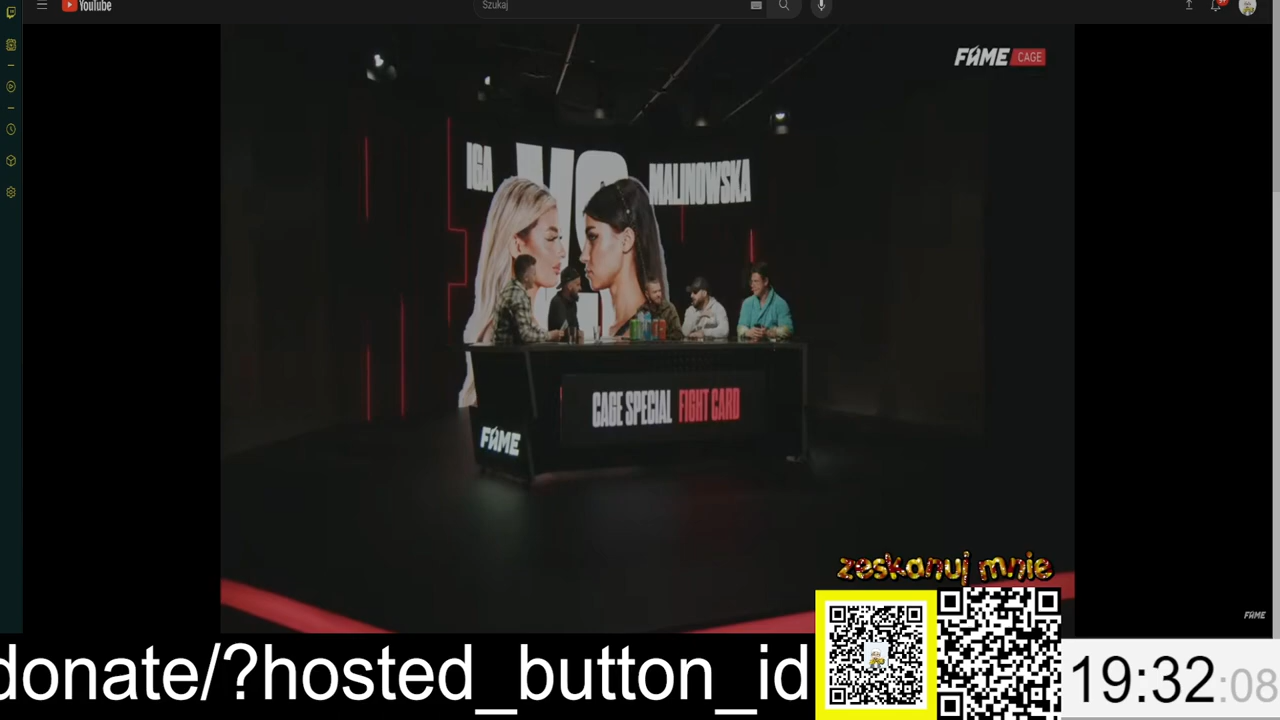 YouTube
Szukaj
FAME CAGE
IGA VS MALINOWSKA
CAGE SPECIAL FIGHT CARD
FAME
zeskanuj mnie
FAME
donate/?hosted_button_id
19:32:08